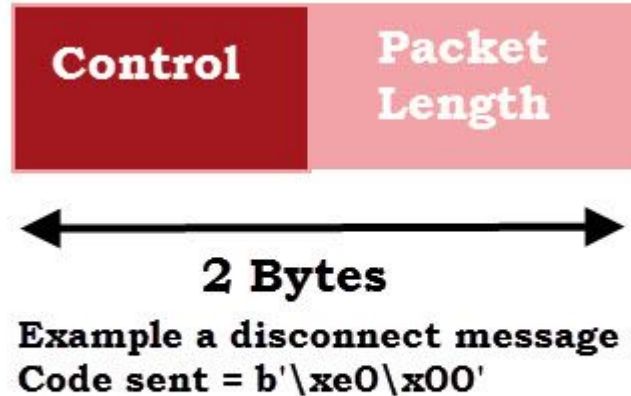 Control
Packet
Length
2 Bytes
Example a disconnect message
Code sent = b'\xe0\x00'